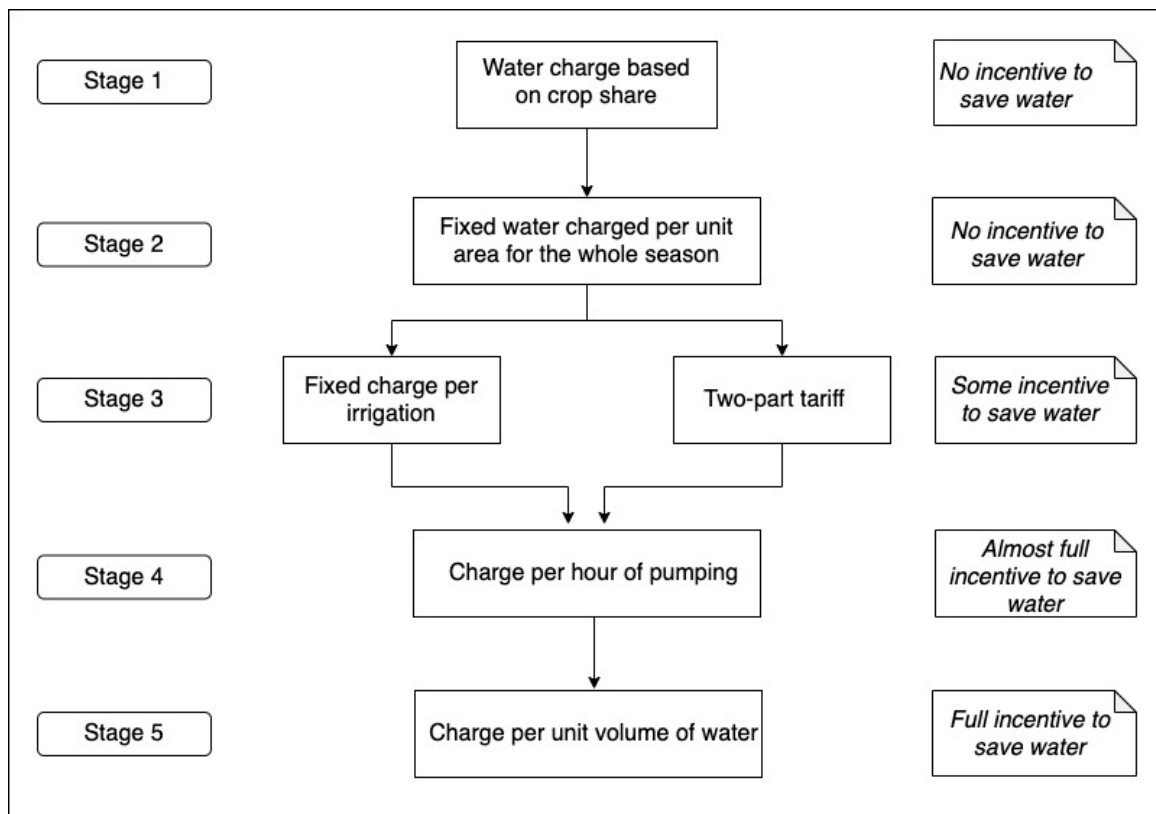 Stage 1
Water charge based
on crop share
No incentive to
save water
Stage 2
Fixed water charged per unit
area for the whole season
No incentive to
save water
Stage 3
Fixed charge per
irrigation
Two-part tariff
Some incentive
to save water
Stage 4
Charge per hour of pumping
Almost full
incentive to save
water
Stage 5
Charge per unit volume of water
Full incentive to
save water